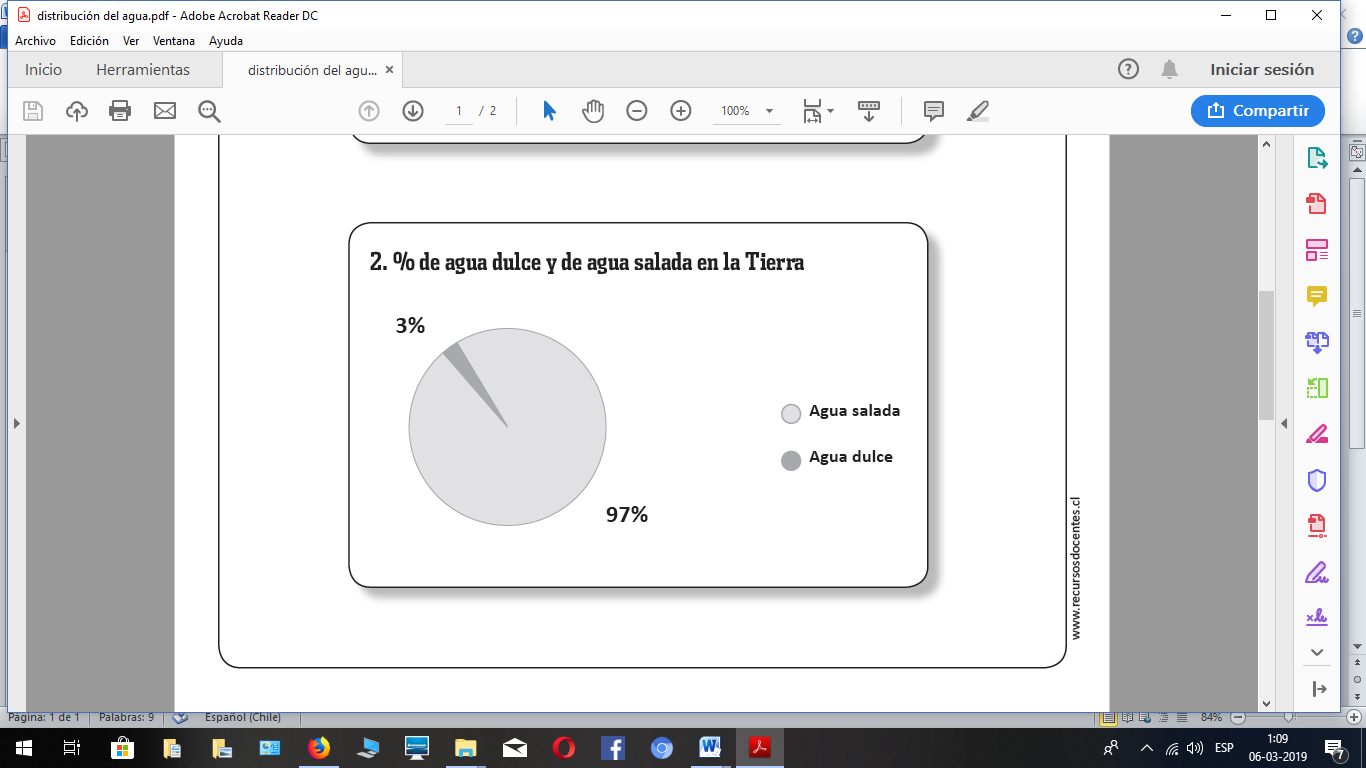 distribución del agua.pdf - Adobe Acrobat Reader DC
Archivo Edición Ver Ventana Ayuda
Inicio Herramientas distribución del agu... × Iniciar sesión
1 / 2 100% Compartir
2. % de agua dulce y de agua salada en la Tierra
3%
Agua salada
Agua dulce
97%
www.recursosdocentes.cl
Página: 1 de 1 Palabras: 9 Español (Chile) 84%
ESP 1:09
06-03-2019 7